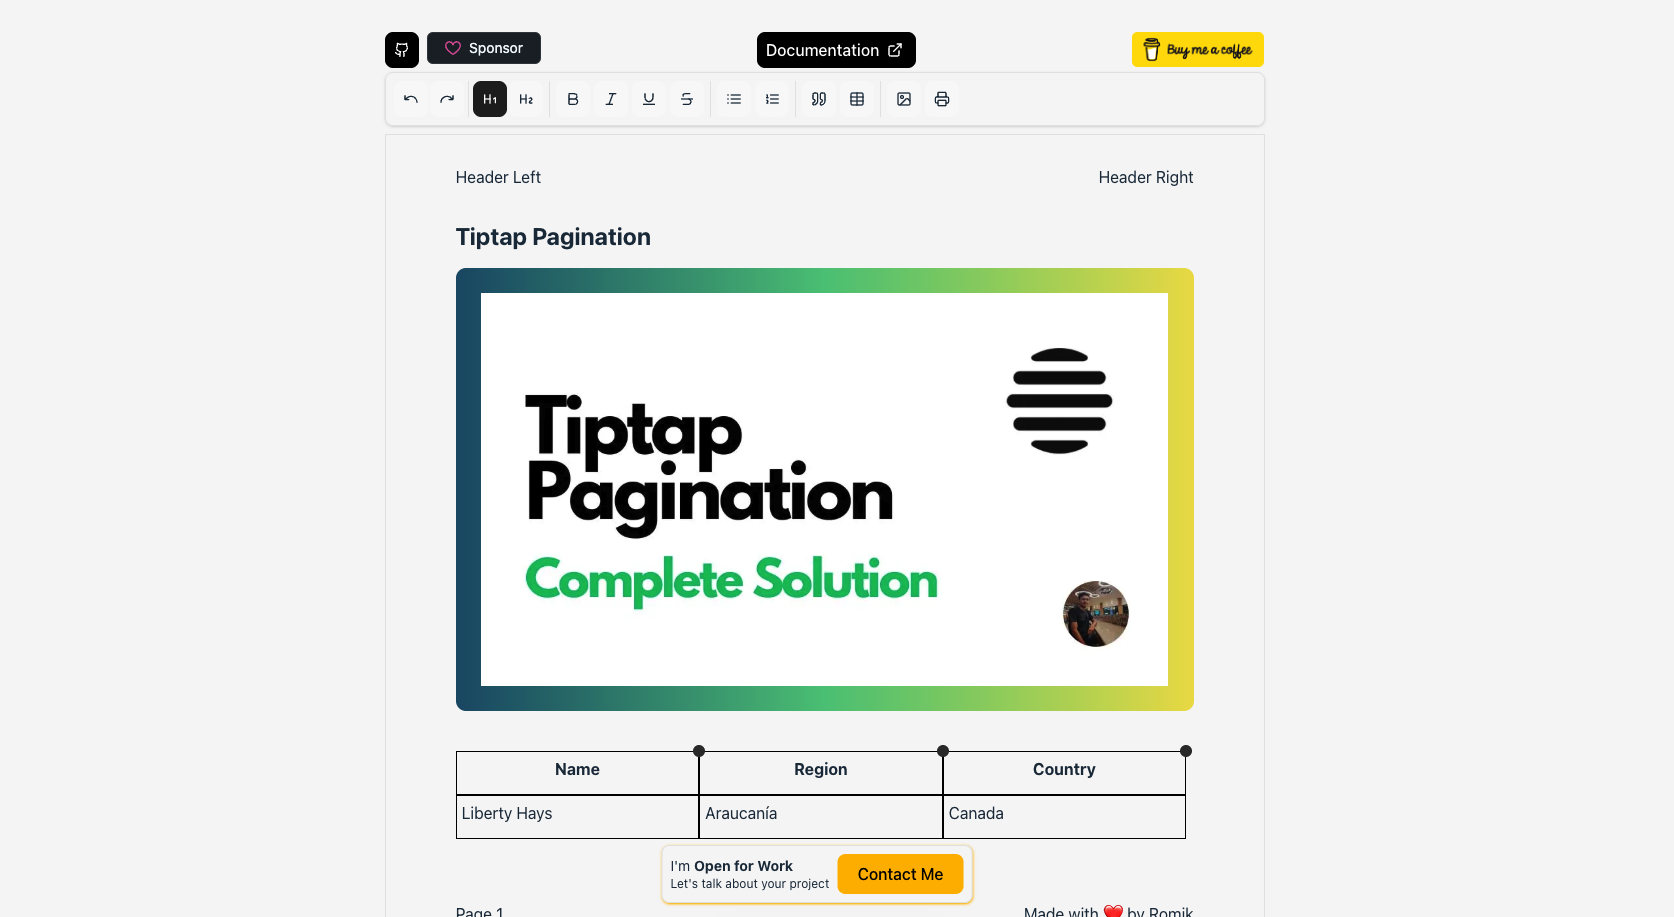 Sponsor
Documentation
Buy me a coffee
H1 H2 B I U S
Header Left Header Right
Tiptap Pagination
Tiptap
Pagination
Complete Solution
Name Region Country
Liberty Hays Araucanía Canada
I'm Open for Work
Let's talk about your project
Contact Me
Page 1 Made with ❤️ by Romik